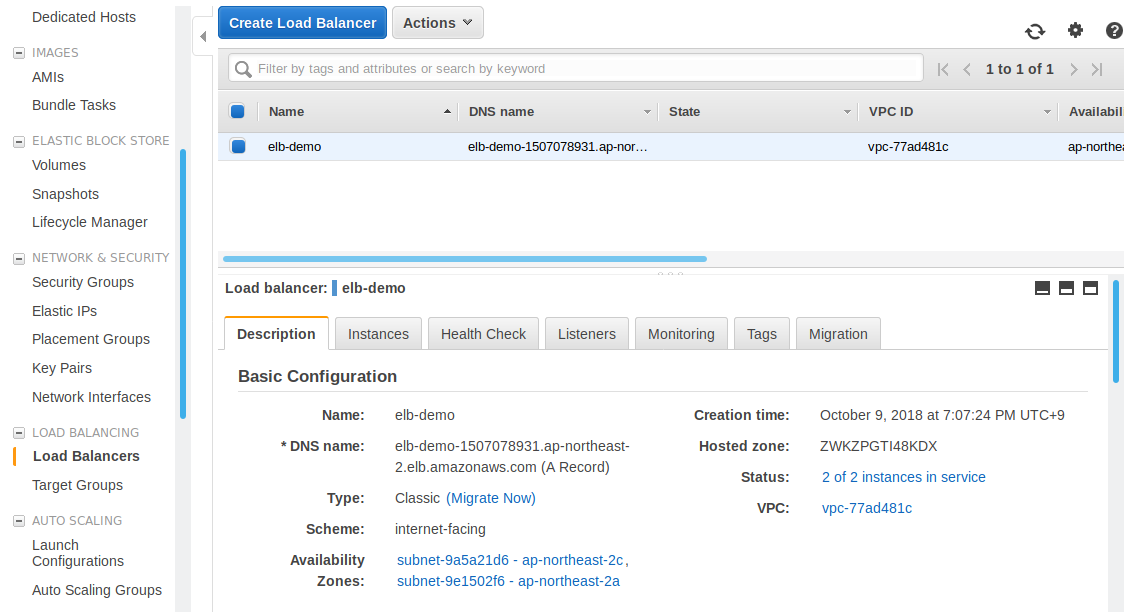 Dedicated Hosts
IMAGES
AMIs
Bundle Tasks
ELASTIC BLOCK STORE
Volumes
Snapshots
Lifecycle Manager
NETWORK & SECURITY
Security Groups
Elastic IPs
Placement Groups
Key Pairs
Network Interfaces
LOAD BALANCING
Load Balancers
Target Groups
AUTO SCALING
Launch
Configurations
Auto Scaling Groups
Create Load Balancer Actions
Filter by tags and attributes or search by keyword 1 to 1 of 1
Name DNS name State VPC ID Availabil
elb-demo elb-demo-1507078931.ap-nor… vpc-77ad481c ap-northea
Load balancer: elb-demo
Description Instances Health Check Listeners Monitoring Tags Migration
Basic Configuration
Name: elb-demo Creation time: October 9, 2018 at 7:07:24 PM UTC+9
* DNS name: elb-demo-1507078931.ap-northeast- Hosted zone: ZWKZPGTI48KDX
2.elb.amazonaws.com (A Record)
Status: 2 of 2 instances in service
Type: Classic (Migrate Now)
VPC: vpc-77ad481c
Scheme: internet-facing
Availability subnet-9a5a21d6 - ap-northeast-2c,
Zones: subnet-9e1502f6 - ap-northeast-2a